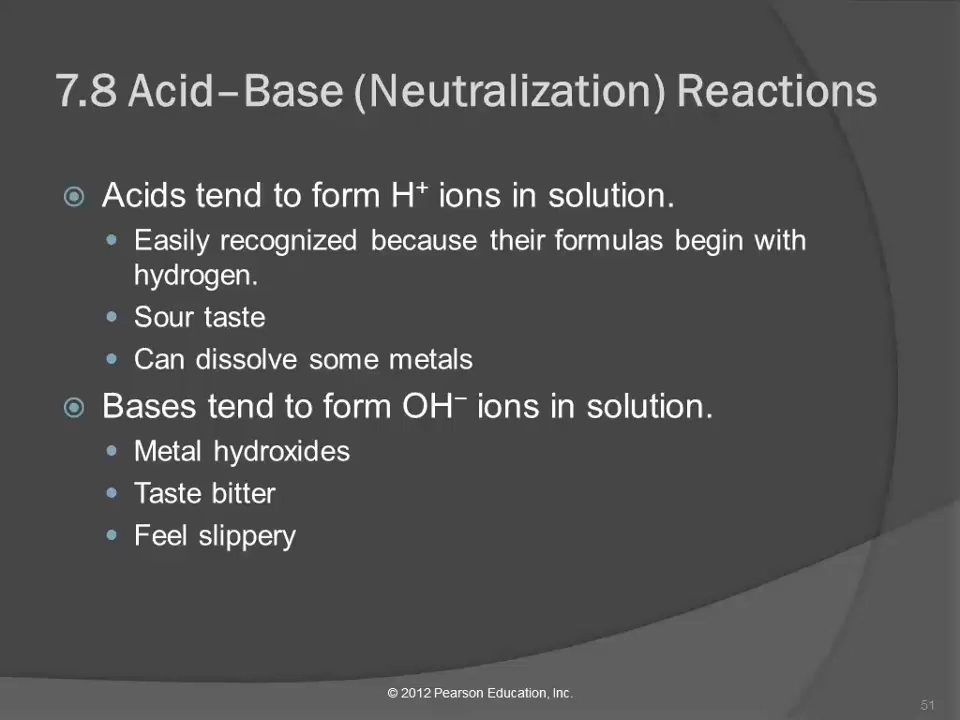 7.8 Acid–Base (Neutralization) Reactions
Acids tend to form H⁺ ions in solution.
Easily recognized because their formulas begin with
hydrogen.
Sour taste
Can dissolve some metals
Bases tend to form OH⁻ ions in solution.
Metal hydroxides
Taste bitter
Feel slippery
© 2012 Pearson Education, Inc.
51